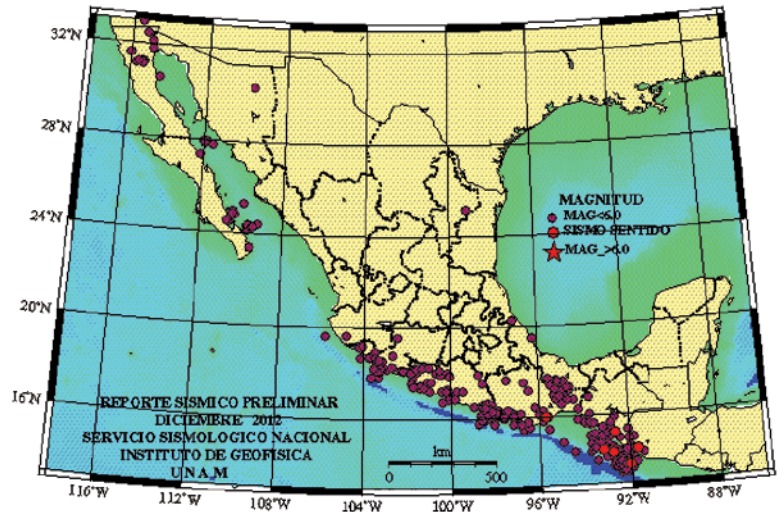 32°N
28°N
24°N
20°N
16°N
MAGNITUD
MAG<6.0
SISMO SENTIDO
MAG_>6.0
REPORTE SISMICO PRELIMINAR
DICIEMBRE 2012
SERVICIO SISMOLOGICO NACIONAL
INSTITUTO DE GEOFISICA
U N A M
km
0 500
116°W 112°W 108°W 104°W 100°W 96°W 92°W 88°W